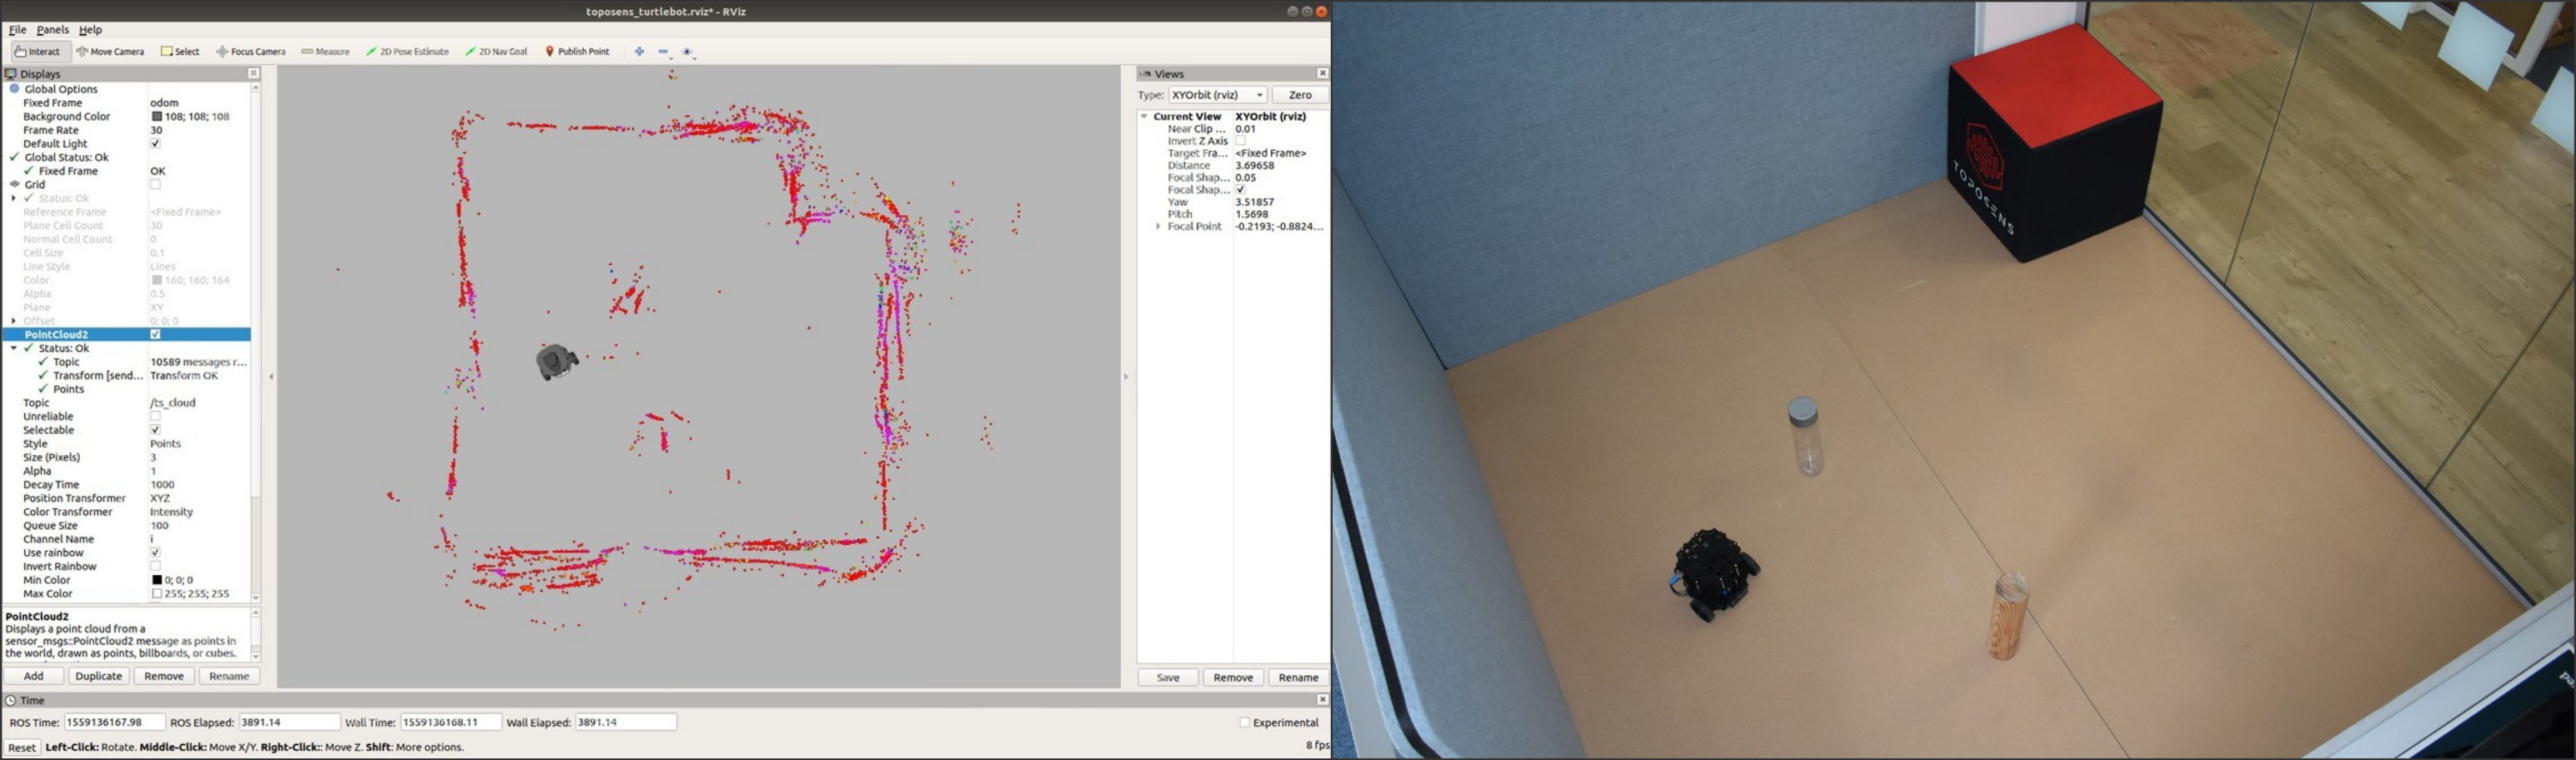 toposens_turtlebot.rviz* - RViz
File Panels Help
Interact Move Camera Select Focus Camera Measure 2D Pose Estimate 2D Nav Goal Publish Point
Displays
Global Options
Fixed Frame odom
Background Color 108; 108; 108
Frame Rate 30
Default Light
Global Status: Ok
Fixed Frame OK
Grid
Status: Ok
Reference Frame <Fixed Frame>
Plane Cell Count 30
Normal Cell Count 0
Cell Size 0.1
Line Style Lines
Color 160; 160; 164
Alpha 0.5
Plane XY
Offset 0; 0; 0
PointCloud2
Status: Ok
Topic 10589 messages r...
Transform [send... Transform OK
Points
Topic /ts_cloud
Unreliable
Selectable
Style Points
Size (Pixels) 3
Alpha 1
Decay Time 1000
Position Transformer XYZ
Color Transformer Intensity
Queue Size 100
Channel Name i
Use rainbow
Invert Rainbow
Min Color 0; 0; 0
Max Color 255; 255; 255
PointCloud2
Displays a point cloud from a
sensor_msgs::PointCloud2 message as points in
the world, drawn as points, billboards, or cubes.
Add Duplicate Remove Rename
Views
Type: XYOrbit (rviz) Zero
Current View XYOrbit (rviz)
Near Clip ... 0.01
Invert Z Axis
Target Fra... <Fixed Frame>
Distance 3.69658
Focal Shap... 0.05
Focal Shap...
Yaw 3.51857
Pitch 1.5698
Focal Point -0.2193; -0.8824...
Save Remove Rename
Time
ROS Time: 1559136167.98 ROS Elapsed: 3891.14 Wall Time: 1559136168.11 Wall Elapsed: 3891.14 Experimental
Reset Left-Click: Rotate. Middle-Click: Move X/Y. Right-Click:: Move Z. Shift: More options. 8 fps
TOPOSENS